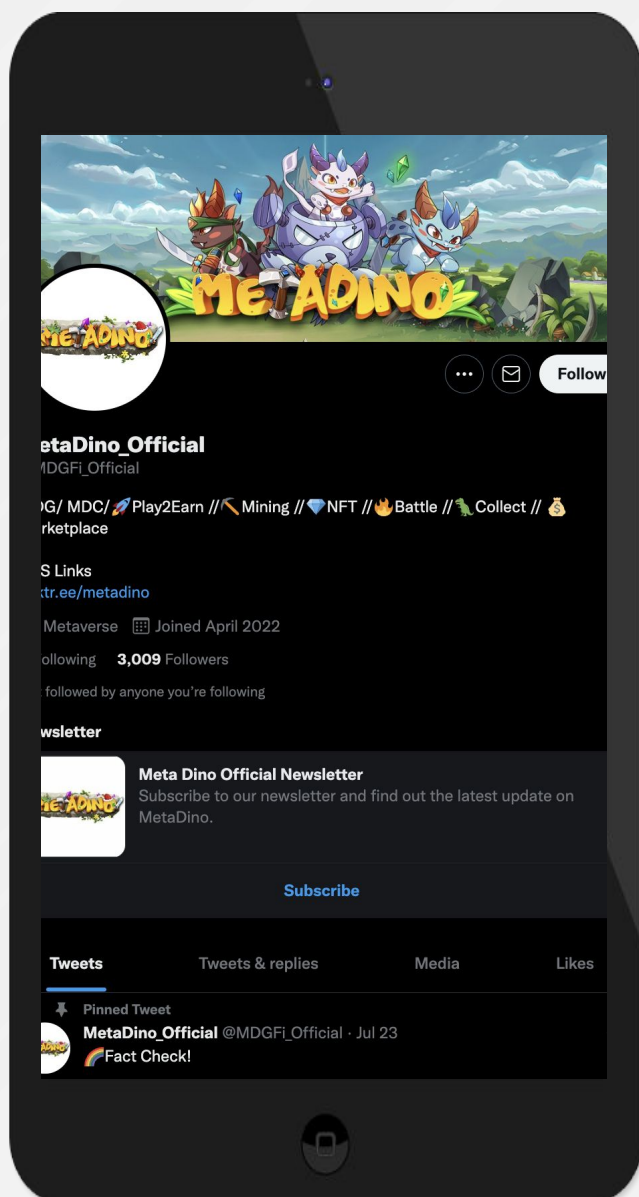 METADINO
METADINO
Follow
etaDino_Official
MDGFi_Official
G/ MDC/🚀Play2Earn //⛏Mining //💎NFT //🔥Battle //🦖Collect // 💰
rketplace
S Links
tr.ee/metadino
Metaverse Joined April 2022
ollowing 3,009 Followers
followed by anyone you're following
wsletter
METADINO
Meta Dino Official Newsletter
Subscribe to our newsletter and find out the latest update on
MetaDino.
Subscribe
Tweets Tweets & replies Media Likes
Pinned Tweet
MetaDino_Official @MDGFi_Official · Jul 23
🌈Fact Check!